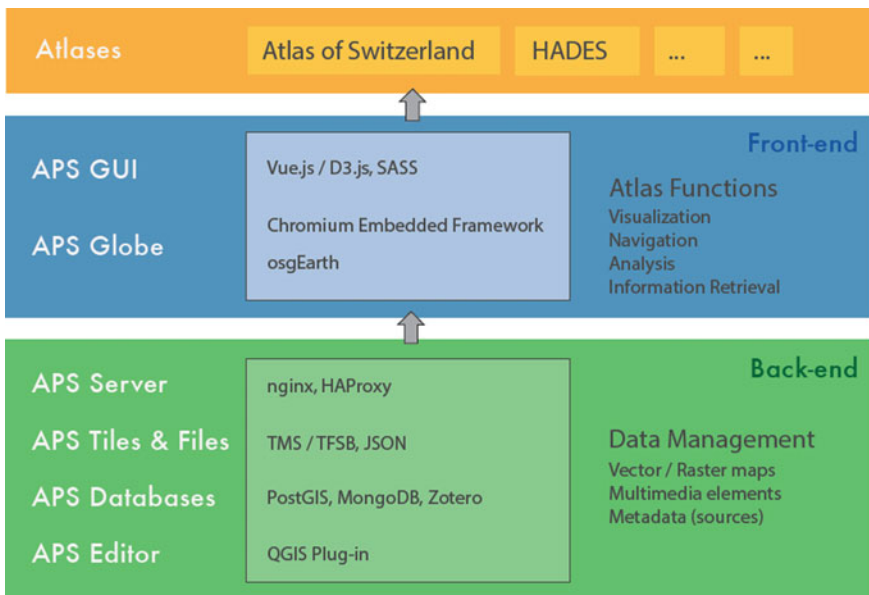 Atlases
Atlas of Switzerland
HADES
...
...
Front-end
APS GUI
Vue.js / D3.js, SASS
APS Globe
Chromium Embedded Framework
osgEarth
Atlas Functions
Visualization
Navigation
Analysis
Information Retrieval
Back-end
APS Server
nginx, HAProxy
APS Tiles & Files
TMS / TFSB, JSON
APS Databases
PostGIS, MongoDB, Zotero
APS Editor
QGIS Plug-in
Data Management
Vector / Raster maps
Multimedia elements
Metadata (sources)